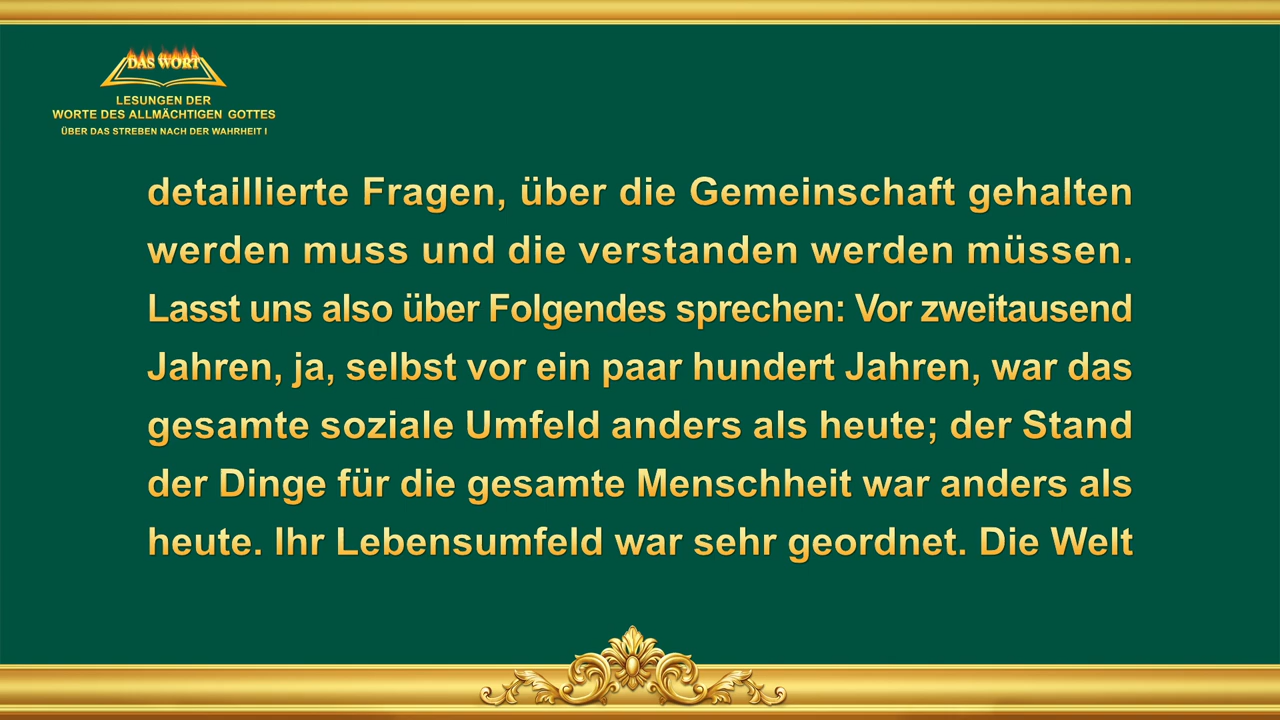 DAS WORT
LESUNGEN DER
WORTE DES ALLMÄCHTIGEN GOTTES
ÜBER DAS STREBEN NACH DER WAHRHEIT I
detaillierte Fragen, über die Gemeinschaft gehalten
werden muss und die verstanden werden müssen.
Lasst uns also über Folgendes sprechen: Vor zweitausend
Jahren, ja, selbst vor ein paar hundert Jahren, war das
gesamte soziale Umfeld anders als heute; der Stand
der Dinge für die gesamte Menschheit war anders als
heute. Ihr Lebensumfeld war sehr geordnet. Die Welt